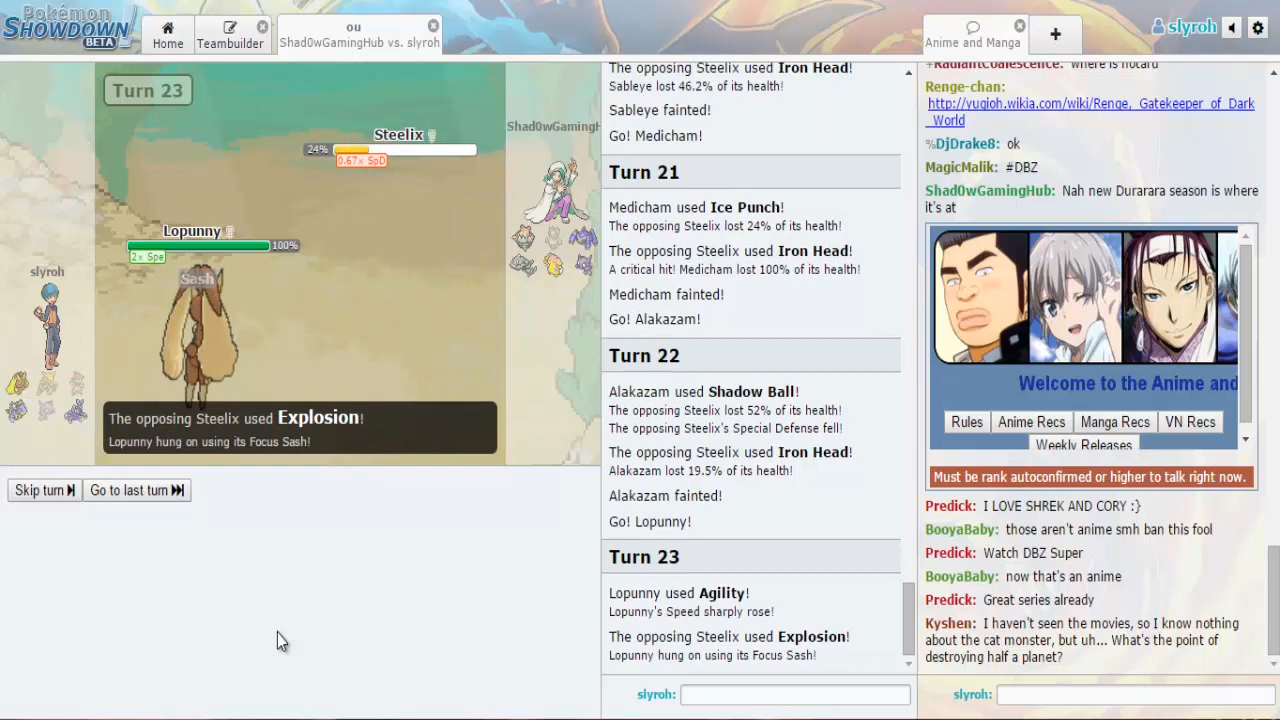 Pokémon
SHOWDOWN
BETA
Home
Teambuilder
ou
Shad0wGamingHub vs. slyroh
Anime and Manga
+
slyroh
Turn 23
Steelix
24%
0.67× SpD
Lopunny
100%
2× Spe
Sash
The opposing Steelix used Explosion!
Lopunny hung on using its Focus Sash!
slyroh
Shad0wGamingH
Skip turn
Go to last turn
The opposing Steelix used Iron Head!
Sableye lost 46.2% of its health!
Sableye fainted!
Go! Medicham!
Turn 21
Medicham used Ice Punch!
The opposing Steelix lost 24% of its health!
The opposing Steelix used Iron Head!
A critical hit! Medicham lost 100% of its health!
Medicham fainted!
Go! Alakazam!
Turn 22
Alakazam used Shadow Ball!
The opposing Steelix lost 52% of its health!
The opposing Steelix's Special Defense fell!
The opposing Steelix used Iron Head!
Alakazam lost 19.5% of its health!
Alakazam fainted!
Go! Lopunny!
Turn 23
Lopunny used Agility!
Lopunny's Speed sharply rose!
The opposing Steelix used Explosion!
Lopunny hung on using its Focus Sash!
slyroh:
+RadiantCoalescence: where is hotaru
Renge-chan:
http://yugioh.wikia.com/wiki/Renge,_Gatekeeper_of_Dark
_World
%DjDrake8: ok
MagicMalik: #DBZ
Shad0wGamingHub: Nah new Durarara season is where
it's at
Welcome to the Anime and
Rules
Anime Recs
Manga Recs
VN Recs
Weekly Releases
Must be rank autoconfirmed or higher to talk right now.
Predick: I LOVE SHREK AND CORY :}
BooyaBaby: those aren't anime smh ban this fool
Predick: Watch DBZ Super
BooyaBaby: now that's an anime
Predick: Great series already
Kyshen: I haven't seen the movies, so I know nothing
about the cat monster, but uh... What's the point of
destroying half a planet?
slyroh: